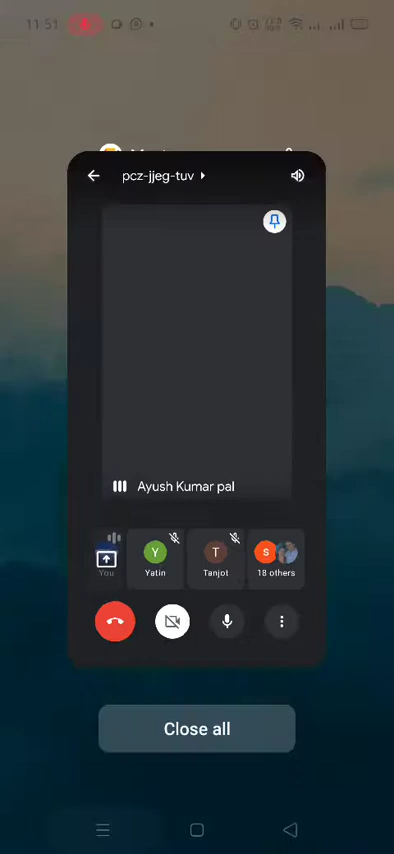 11:51
pcz-jjeg-tuv
Ayush Kumar pal
You
Y
Yatin
T
Tanjot
S
18 others
Close all